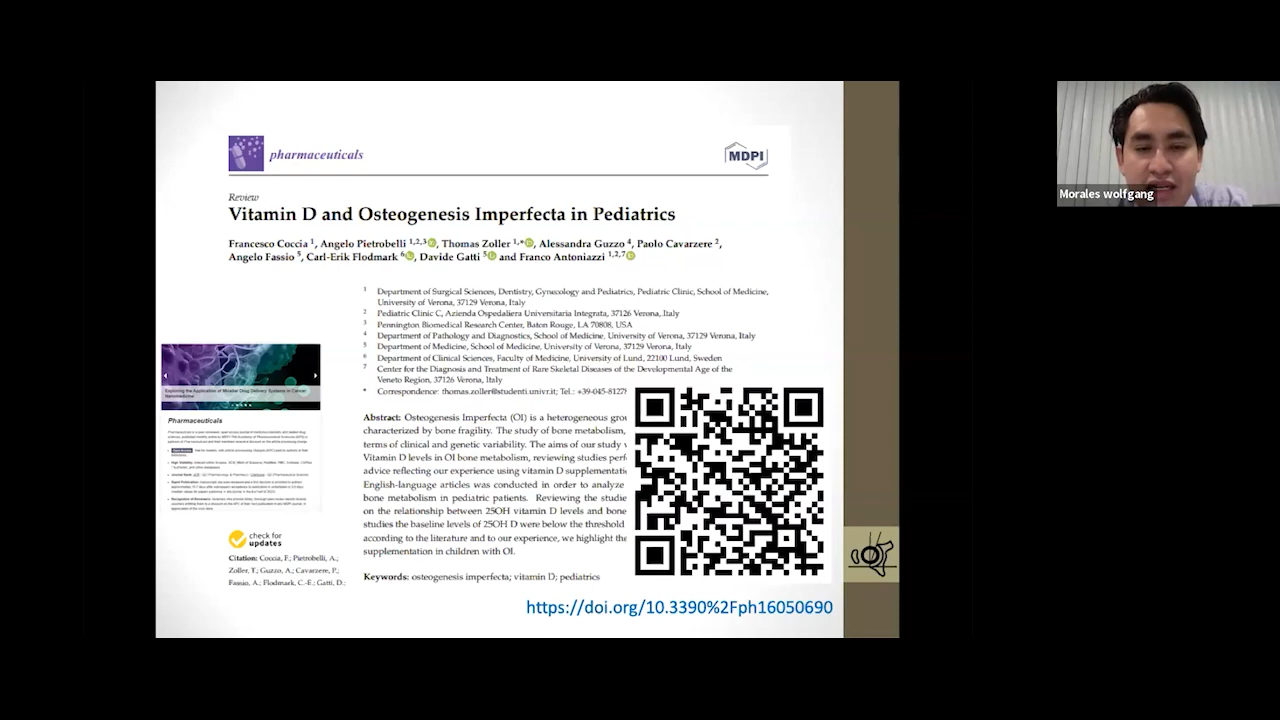 pharmaceuticals
MDPI
Review
Vitamin D and Osteogenesis Imperfecta in Pediatrics
Francesco Coccia 1, Angelo Pietrobelli 1,2,3, Thomas Zoller 1,*, Alessandra Guzzo 4, Paolo Cavarzere 2,
Angelo Fassio 5, Carl-Erik Flodmark 6, Davide Gatti 5 and Franco Antoniazzi 1,2,7
1 Department of Surgical Sciences, Dentistry, Gynecology and Pediatrics, Pediatric Clinic, School of Medicine,
University of Verona, 37129 Verona, Italy
2 Pediatric Clinic C, Azienda Ospedaliera Universitaria Integrata, 37126 Verona, Italy
3 Pennington Biomedical Research Center, Baton Rouge, LA 70808, USA
4 Department of Pathology and Diagnostics, School of Medicine, University of Verona, 37129 Verona, Italy
5 Department of Medicine, School of Medicine, University of Verona, 37129 Verona, Italy
6 Department of Clinical Sciences, Faculty of Medicine, University of Lund, 22100 Lund, Sweden
7 Center for the Diagnosis and Treatment of Rare Skeletal Diseases of the Developmental Age of the
Veneto Region, 37126 Verona, Italy
* Correspondence: thomas.zoller@studenti.univr.it; Tel.: +39-045-8127
Abstract: Osteogenesis Imperfecta (OI) is a heterogeneous grou
characterized by bone fragility. The study of bone metabolism,
terms of clinical and genetic variability. The aims of our study
Vitamin D levels in OI bone metabolism, reviewing studies perf
advice reflecting our experience using vitamin D supplementati
English-language articles was conducted in order to analyze
bone metabolism in pediatric patients. Reviewing the studie
on the relationship between 25OH vitamin D levels and bone
studies the baseline levels of 25OH D were below the threshold
according to the literature and to our experience, we highlight the
supplementation in children with OI.
Keywords: osteogenesis imperfecta; vitamin D; pediatrics
Exploring the Application of Micellar Drug Delivery Systems in Cancer
Nanomedicine
Pharmaceuticals
check for
updates
Citation: Coccia, F.; Pietrobelli, A.;
Zoller, T.; Guzzo, A.; Cavarzere, P.;
Fassio, A.; Flodmark, C.-E.; Gatti, D.;
https://doi.org/10.3390%2Fph16050690
Morales wolfgang